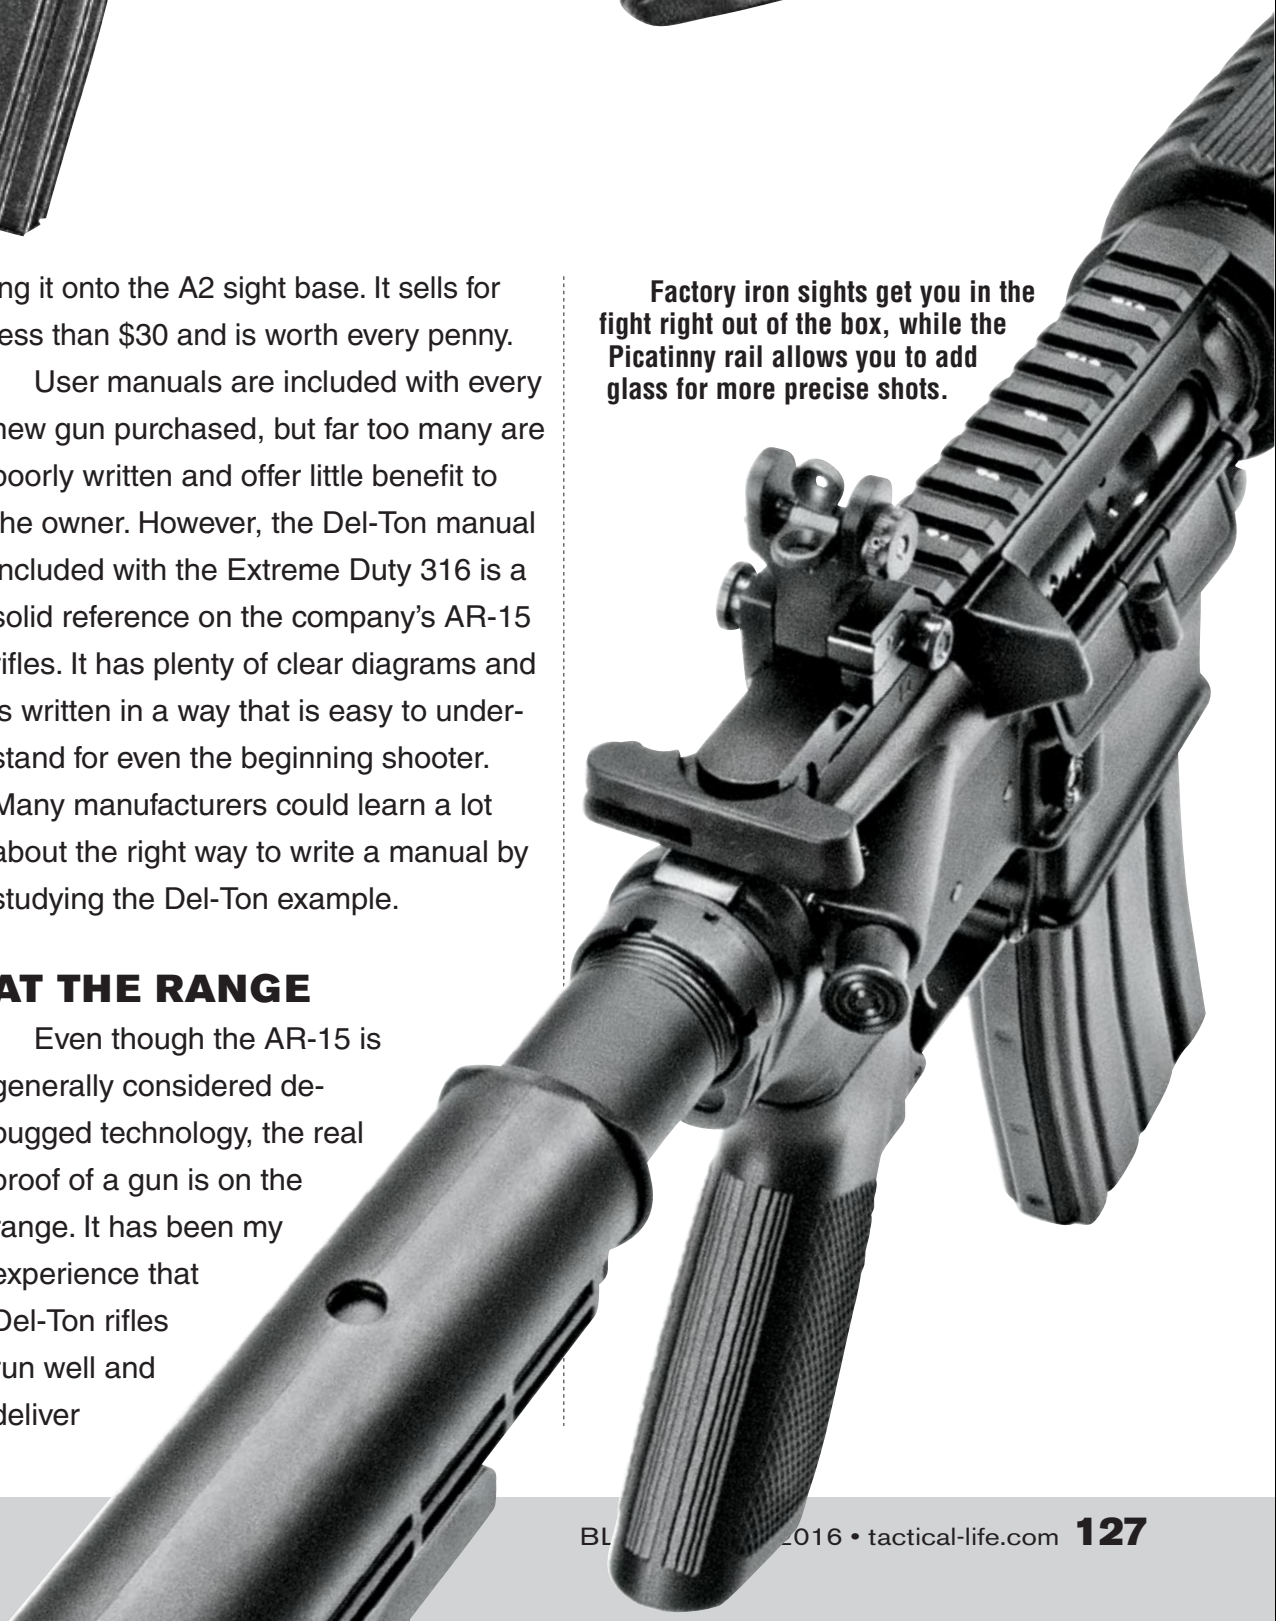 ng it onto the A2 sight base. It sells for
ess than $30 and is worth every penny.
User manuals are included with every
new gun purchased, but far too many are
poorly written and offer little benefit to
the owner. However, the Del-Ton manual
included with the Extreme Duty 316 is a
solid reference on the company’s AR-15
rifles. It has plenty of clear diagrams and
is written in a way that is easy to under-
stand for even the beginning shooter.
Many manufacturers could learn a lot
about the right way to write a manual by
studying the Del-Ton example.
AT THE RANGE
Even though the AR-15 is
generally considered de-
bugged technology, the real
proof of a gun is on the
range. It has been my
experience that
Del-Ton rifles
run well and
deliver
Factory iron sights get you in the
fight right out of the box, while the
Picatinny rail allows you to add
glass for more precise shots.
2016 • tactical-life.com 127